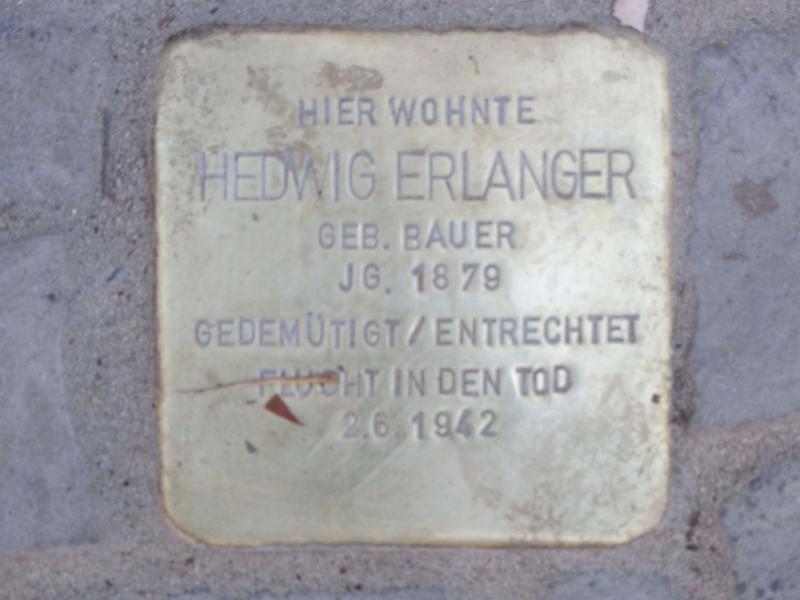 HIER WOHNTE
HEDWIG ERLANGER
GEB. BAUER
JG. 1879
GEDEMÜTIGT/ENTRECHTET
FLUCHT IN DEN TOD
2.6.1942